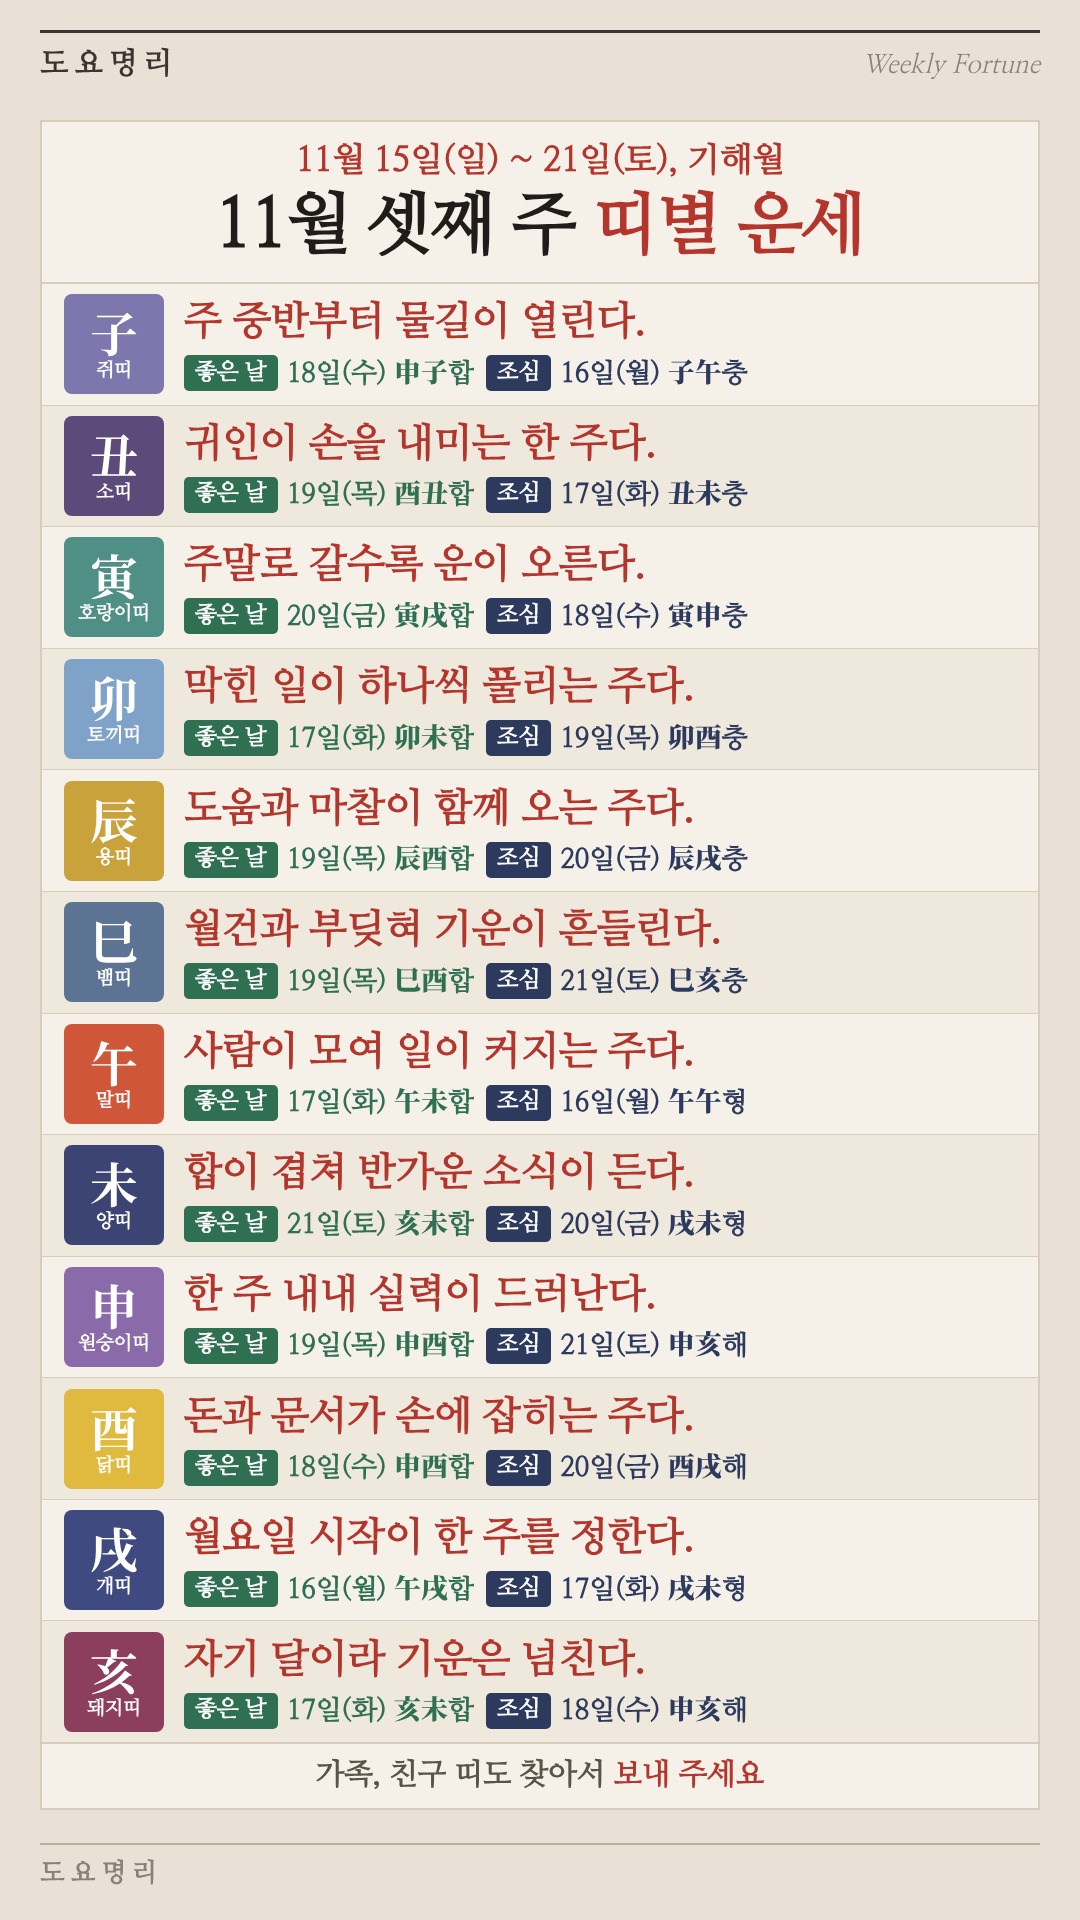 도요명리
Weekly Fortune
11월 15일(일) ~ 21일(토), 기해월
11월 셋째 주 띠별 운세
子
쥐띠
주 중반부터 물길이 열린다.
좋은 날 18일(수) 申子합 조심 16일(월) 子午충
丑
소띠
귀인이 손을 내미는 한 주다.
좋은 날 19일(목) 酉丑합 조심 17일(화) 丑未충
寅
호랑이띠
주말로 갈수록 운이 오른다.
좋은 날 20일(금) 寅戌합 조심 18일(수) 寅申충
卯
토끼띠
막힌 일이 하나씩 풀리는 주다.
좋은 날 17일(화) 卯未합 조심 19일(목) 卯酉충
辰
용띠
도움과 마찰이 함께 오는 주다.
좋은 날 19일(목) 辰酉합 조심 20일(금) 辰戌충
巳
뱀띠
월건과 부딪혀 기운이 흔들린다.
좋은 날 19일(목) 巳酉합 조심 21일(토) 巳亥충
午
말띠
사람이 모여 일이 커지는 주다.
좋은 날 17일(화) 午未합 조심 16일(월) 午午형
未
양띠
합이 겹쳐 반가운 소식이 든다.
좋은 날 21일(토) 亥未합 조심 20일(금) 戌未형
申
원숭이띠
한 주 내내 실력이 드러난다.
좋은 날 19일(목) 申酉합 조심 21일(토) 申亥해
酉
닭띠
돈과 문서가 손에 잡히는 주다.
좋은 날 18일(수) 申酉합 조심 20일(금) 酉戌해
戌
개띠
월요일 시작이 한 주를 정한다.
좋은 날 16일(월) 午戌합 조심 17일(화) 戌未형
亥
돼지띠
자기 달이라 기운은 넘친다.
좋은 날 17일(화) 亥未합 조심 18일(수) 申亥해
가족, 친구 띠도 찾아서 보내 주세요
도요명리